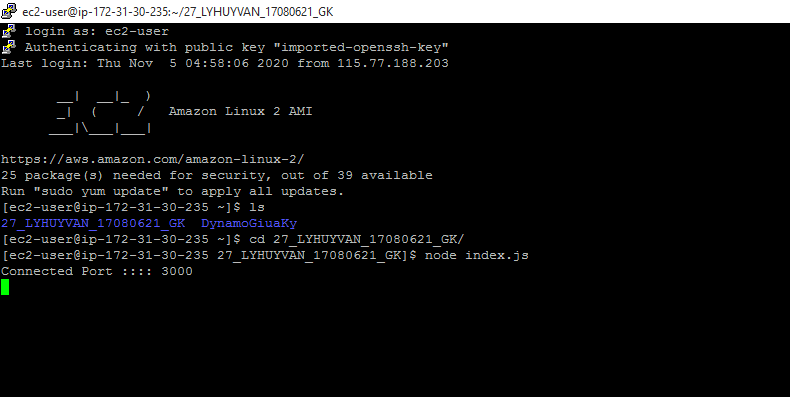 ec2-user@ip-172-31-30-235:~/27_LYHUYVAN_17080621_GK
login as: ec2-user
Authenticating with public key "imported-openssh-key"
Last login: Thu Nov  5 04:58:06 2020 from 115.77.188.203
       __|  __|_  )
       _|  (     /   Amazon Linux 2 AMI
      ___|\___|___|
https://aws.amazon.com/amazon-linux-2/
25 package(s) needed for security, out of 39 available
Run "sudo yum update" to apply all updates.
[ec2-user@ip-172-31-30-235 ~]$ ls
27_LYHUYVAN_17080621_GK  DynamoGiuaKy
[ec2-user@ip-172-31-30-235 ~]$ cd 27_LYHUYVAN_17080621_GK/
[ec2-user@ip-172-31-30-235 27_LYHUYVAN_17080621_GK]$ node index.js
Connected Port :::: 3000